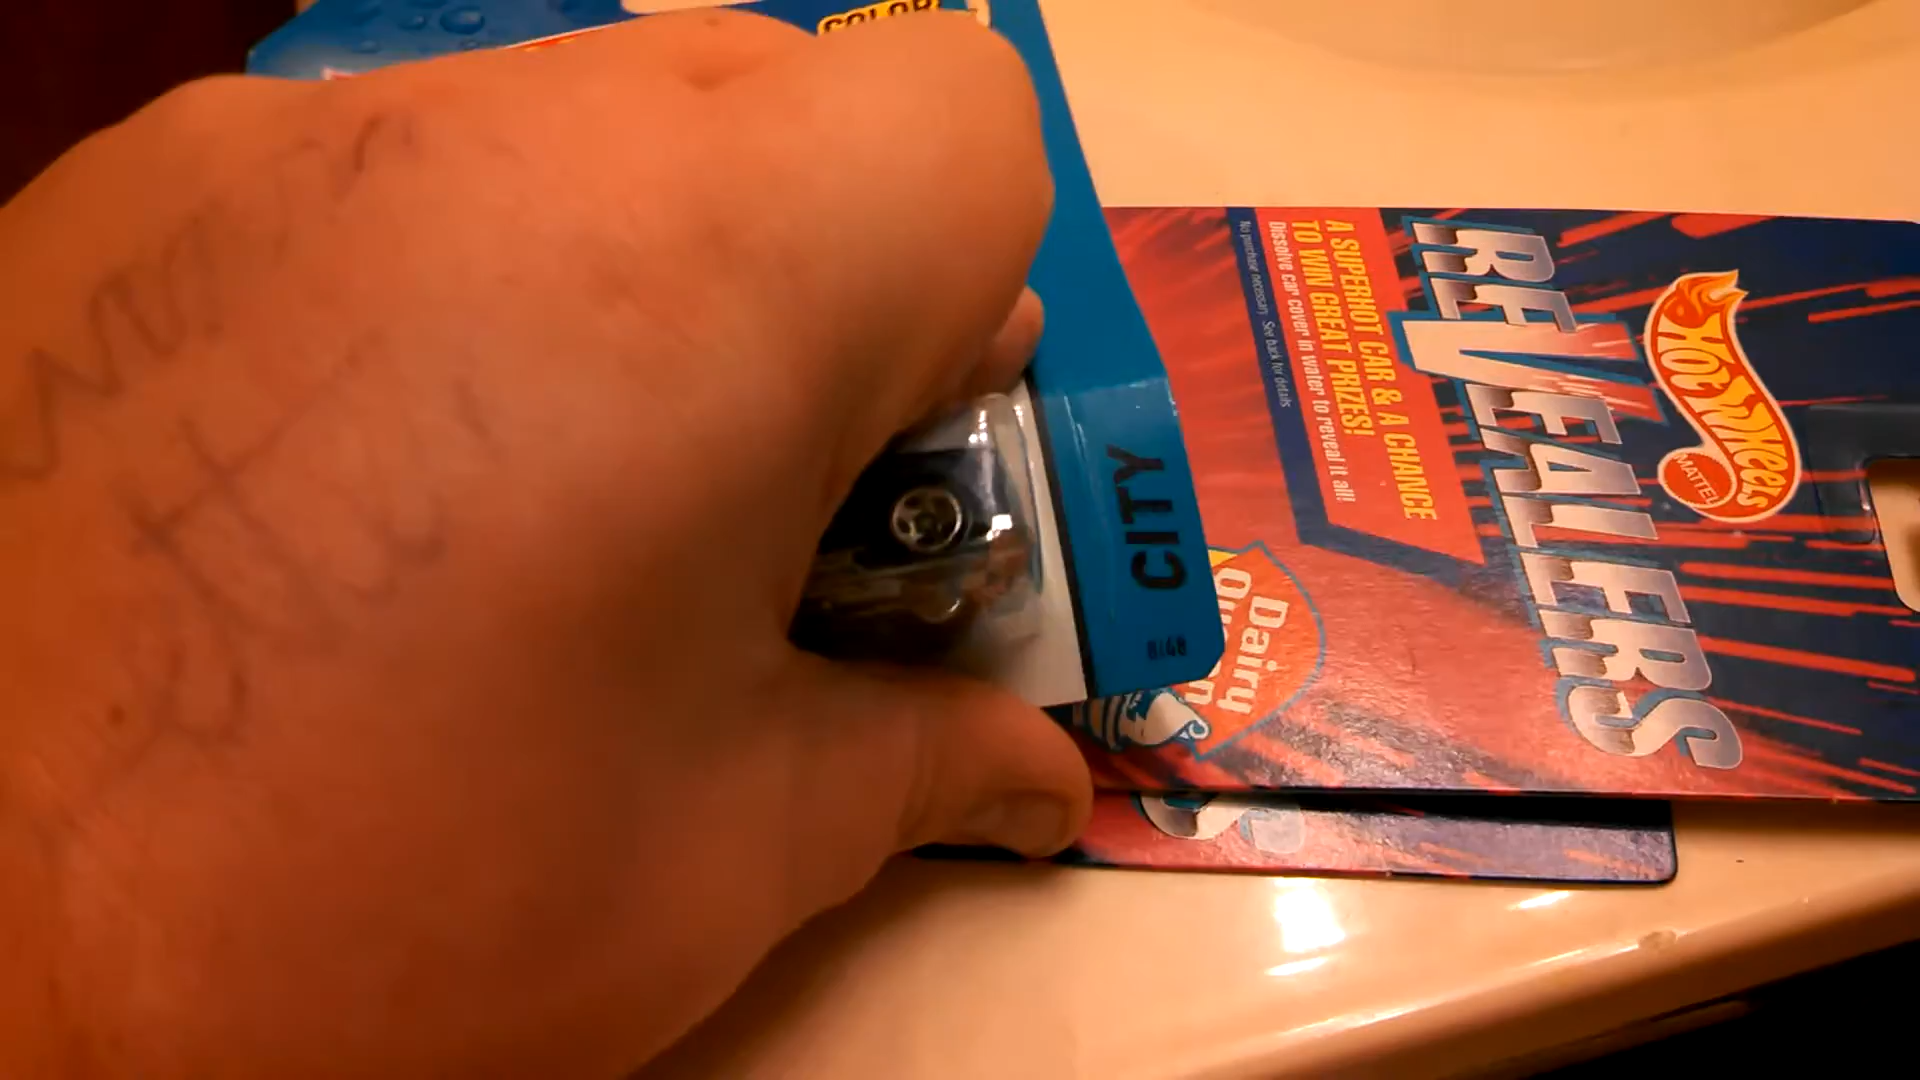 COLOR
CITY
HOT WHEELS
MATTEL
REVEALERS
A SUPERHOT CAR & A CHANCE
TO WIN GREAT PRIZES!
Dissolve car cover in water to reveal it all!
No purchase necessary. See back for details.
Dairy